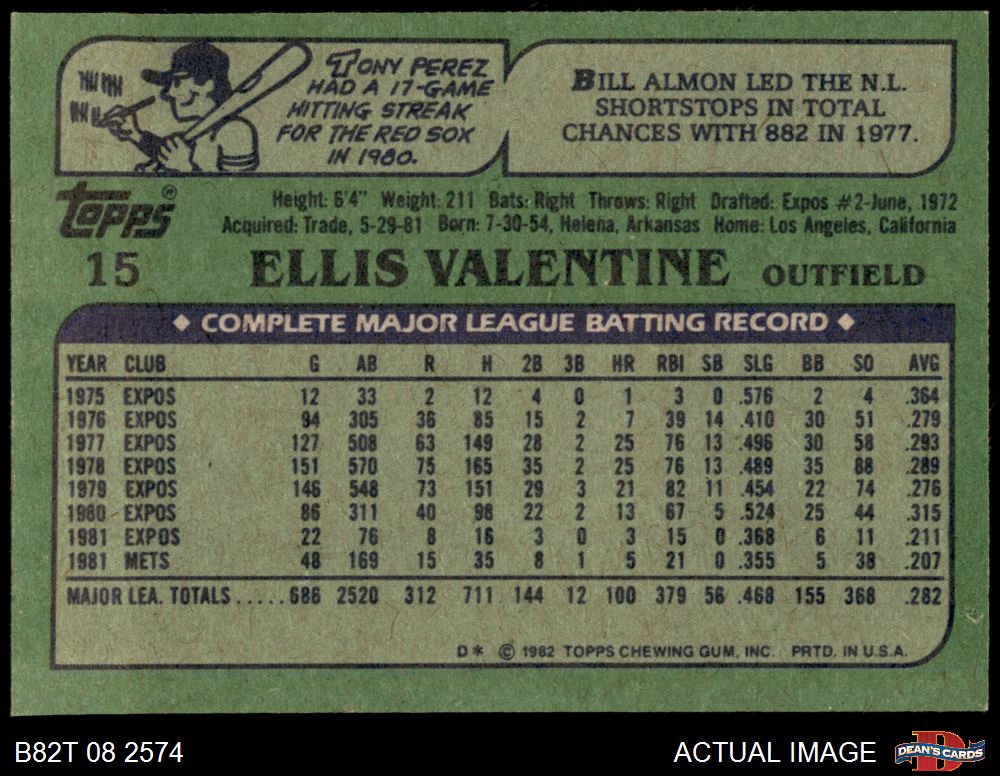 TONY PEREZ
HAD A 17-GAME
HITTING STREAK
FOR THE RED SOX
IN 1980.
BILL ALMON LED THE N.L.
SHORTSTOPS IN TOTAL
CHANCES WITH 882 IN 1977.
topps®
Height: 6'4" Weight: 211 Bats: Right Throws: Right Drafted: Expos #2-June, 1972
Acquired: Trade, 5-29-81 Born: 7-30-54, Helena, Arkansas Home: Los Angeles, California
15 ELLIS VALENTINE OUTFIELD
◆ COMPLETE MAJOR LEAGUE BATTING RECORD ◆
YEAR CLUB G AB R H 2B 3B HR RBI SB SLG BB SO AVG
1975 EXPOS 12 33 2 12 4 0 1 3 0 .576 2 4 .364
1976 EXPOS 94 305 36 85 15 2 7 39 14 .410 30 51 .279
1977 EXPOS 127 508 63 149 28 2 25 76 13 .496 30 58 .293
1978 EXPOS 151 570 75 165 35 2 25 76 13 .489 35 88 .289
1979 EXPOS 146 548 73 151 29 3 21 82 11 .454 22 74 .276
1980 EXPOS 86 311 40 98 22 2 13 67 5 .524 25 44 .315
1981 EXPOS 22 76 8 16 3 0 3 15 0 .368 6 11 .211
1981 METS 48 169 15 35 8 1 5 21 0 .355 5 38 .207
MAJOR LEA. TOTALS.....686 2520 312 711 144 12 100 379 56 .468 155 368 .282
D* © 1982 TOPPS CHEWING GUM, INC. PRTD. IN U.S.A.
B82T 08 2574
ACTUAL IMAGE
DEAN'S CARDS